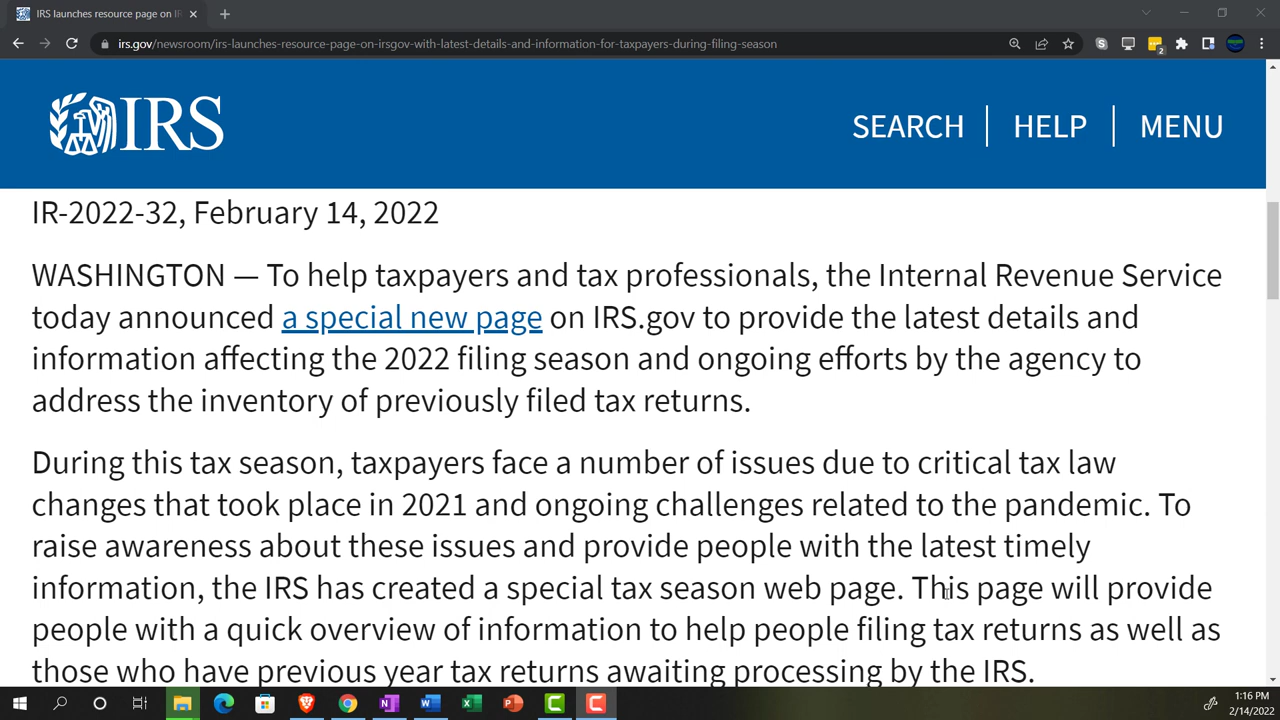 IRS launches resource page on IR
irs.gov/newsroom/irs-launches-resource-page-on-irsgov-with-latest-details-and-information-for-taxpayers-during-filing-season
2
IRS
SEARCH
HELP
MENU
IR-2022-32, February 14, 2022
WASHINGTON — To help taxpayers and tax professionals, the Internal Revenue Service
today announced a special new page on IRS.gov to provide the latest details and
information affecting the 2022 filing season and ongoing efforts by the agency to
address the inventory of previously filed tax returns.
During this tax season, taxpayers face a number of issues due to critical tax law
changes that took place in 2021 and ongoing challenges related to the pandemic. To
raise awareness about these issues and provide people with the latest timely
information, the IRS has created a special tax season web page. This page will provide
people with a quick overview of information to help people filing tax returns as well as
those who have previous year tax returns awaiting processing by the IRS.
1:16 PM
2/14/2022